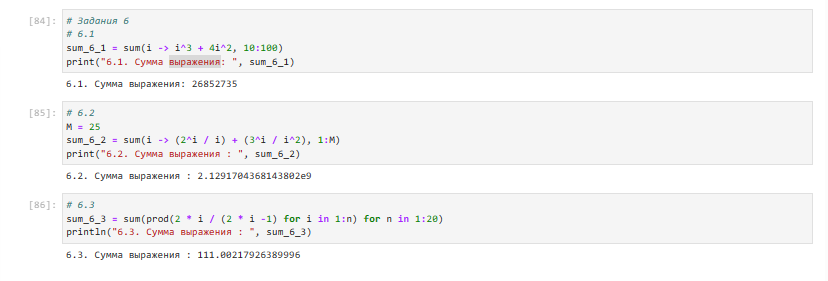 [84]: # Задания 6
# 6.1
sum_6_1 = sum(i -> i^3 + 4i^2, 10:100)
print("6.1. Сумма выражения: ", sum_6_1)
6.1. Сумма выражения: 26852735
[85]: # 6.2
M = 25
sum_6_2 = sum(i -> (2^i / i) + (3^i / i^2), 1:M)
print("6.2. Сумма выражения : ", sum_6_2)
6.2. Сумма выражения : 2.1291704368143802e9
[86]: # 6.3
sum_6_3 = sum(prod(2 * i / (2 * i -1) for i in 1:n) for n in 1:20)
println("6.3. Сумма выражения : ", sum_6_3)
6.3. Сумма выражения : 111.00217926389996